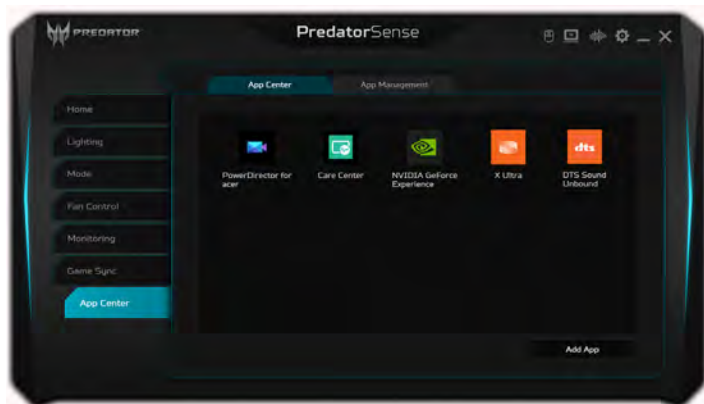 PREDATOR
PredatorSense
App Center
App Management
Home
Lighting
Mode
Fan Control
Monitoring
Game Sync
App Center
PowerDirector for
acer
Care Center
NVIDIA GeForce
Experience
X Ultra
dts
DTS Sound
Unbound
Add App